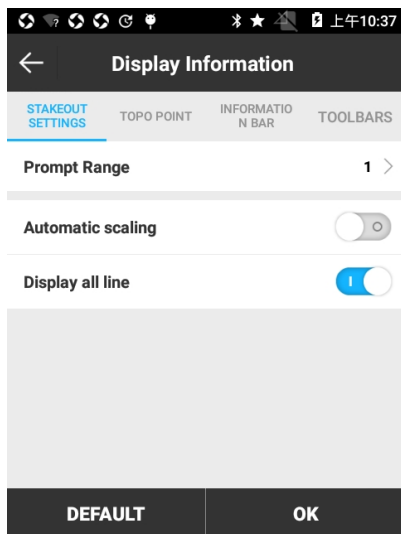 上午10:37
Display Information
STAKEOUT SETTINGS
TOPO POINT
INFORMATIO
N BAR
TOOLBARS
Prompt Range 1
Automatic scaling
Display all line
DEFAULT OK